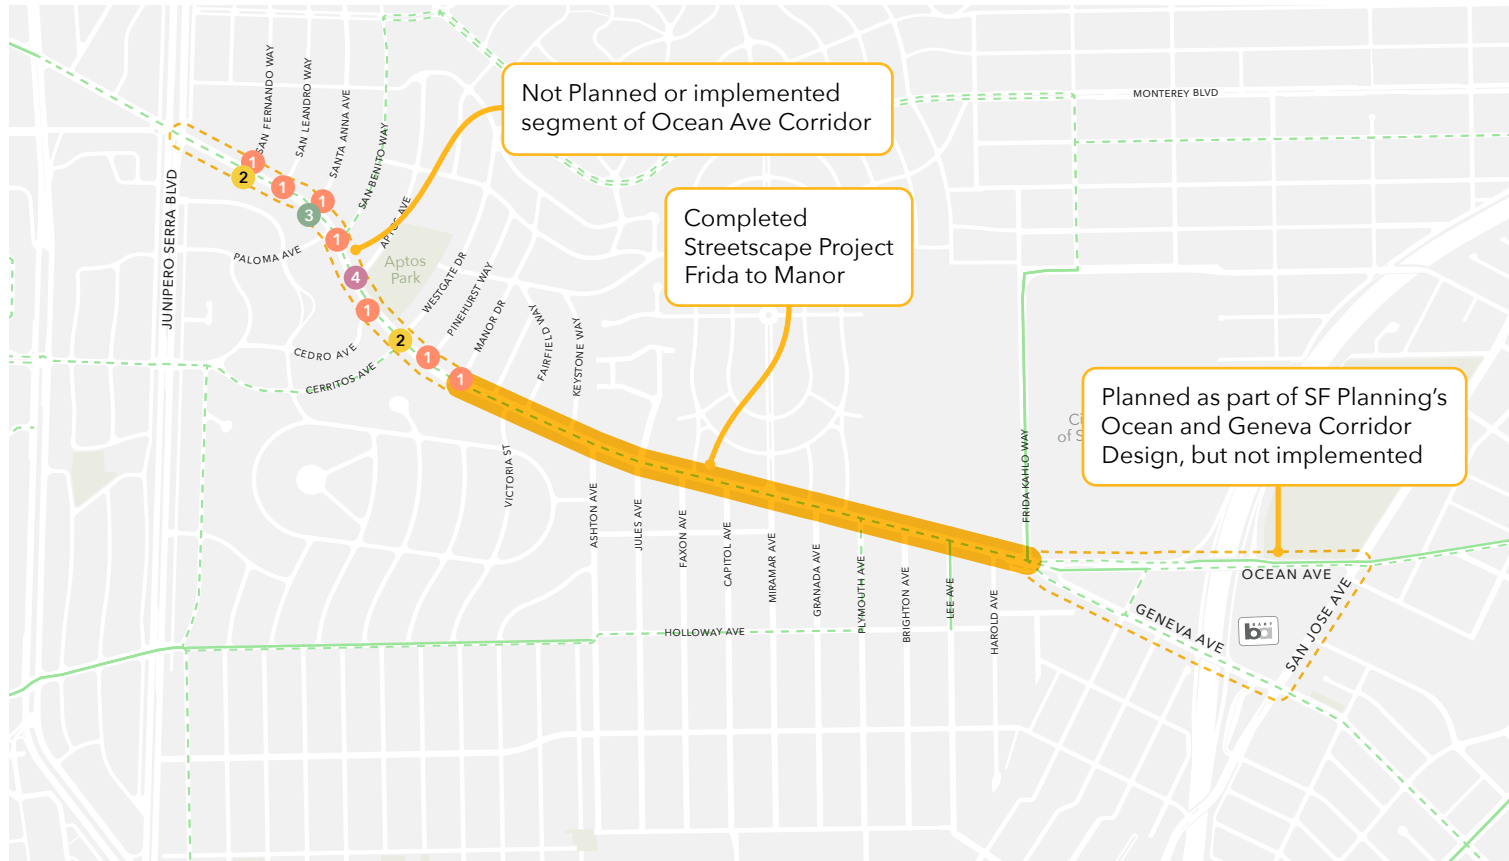 Not Planned or implemented
segment of Ocean Ave Corridor
Completed
Streetscape Project
Frida to Manor
Planned as part of SF Planning's
Ocean and Geneva Corridor
Design, but not implemented
MONTEREY BLVD
SAN FERNANDO WAY
SAN LEANDRO WAY
SANTA ANNA AVE
SAN BENITO WAY
APTOS AVE
JUNIPERO SERRA BLVD
PALOMA AVE
Aptos
Park
WESTGATE DR
PINEHURST WAY
MANOR DR
FAIRFIELD WAY
KEYSTONE WAY
CEDRO AVE
CERRITOS AVE
1
2
1
1
3
1
4
1
2
1
1
Ci
of S
FRIDA KAHLO WAY
VICTORIA ST
ASHTON AVE
JULES AVE
FAXON AVE
CAPITOL AVE
MIRAMAR AVE
GRANADA AVE
PLYMOUTH AVE
BRIGHTON AVE
LEE AVE
HAROLD AVE
HOLLOWAY AVE
OCEAN AVE
GENEVA AVE
SAN JOSE AVE